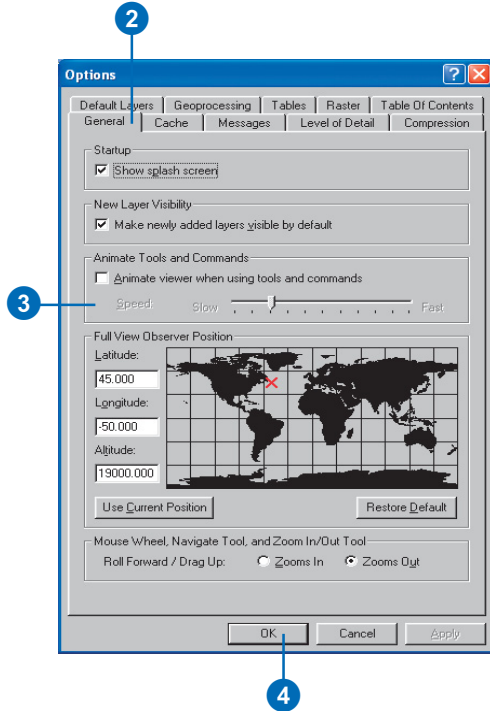 2
Options
Default Layers Geoprocessing Tables Raster Table Of Contents
General Cache Messages Level of Detail Compression
Startup
Show splash screen
New Layer Visibility
Make newly added layers visible by default
Animate Tools and Commands
Animate viewer when using tools and commands
3
Speed: Slow Fast
Full View Observer Position
Latitude:
45.000
Longitude:
-50.000
Altitude:
19000.000
Use Current Position Restore Default
Mouse Wheel, Navigate Tool, and Zoom In/Out Tool
Roll Forward / Drag Up: Zooms In Zooms Out
OK Cancel Apply
4